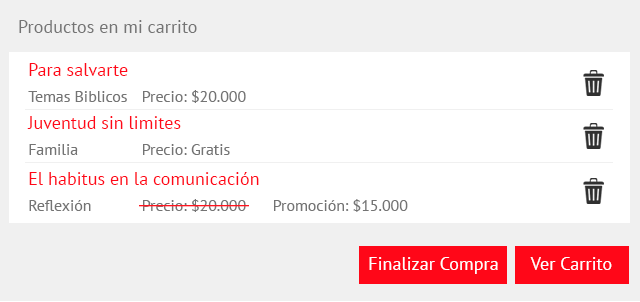 Productos en mi carrito
Para salvarte
Temas Biblicos Precio: $20.000
Juventud sin limites
Familia Precio: Gratis
El habitus en la comunicación
Reflexión Precio: $20.000 Promoción: $15.000
Finalizar Compra Ver Carrito